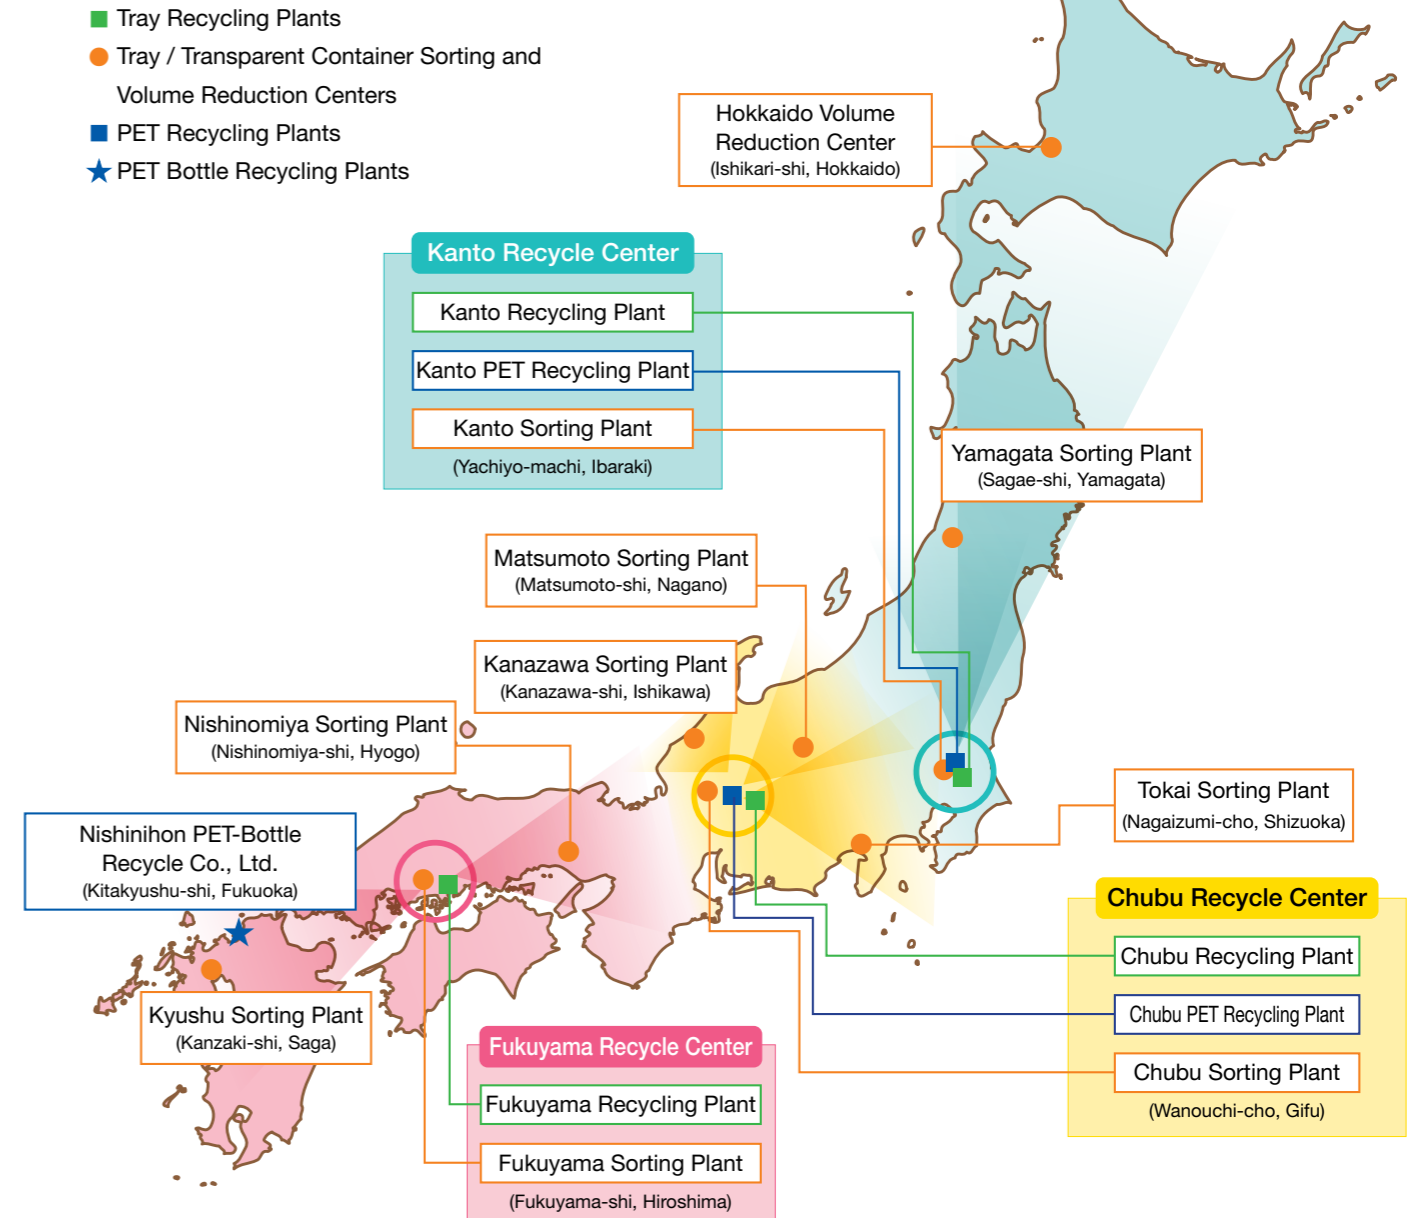 Tray Recycling Plants
Tray / Transparent Container Sorting and
Volume Reduction Centers
PET Recycling Plants
PET Bottle Recycling Plants
Hokkaido Volume
Reduction Center
(Ishikari-shi, Hokkaido)
Kanto Recycle Center
Kanto Recycling Plant
Kanto PET Recycling Plant
Kanto Sorting Plant
(Yachiyo-machi, Ibaraki)
Yamagata Sorting Plant
(Sagae-shi, Yamagata)
Matsumoto Sorting Plant
(Matsumoto-shi, Nagano)
Kanazawa Sorting Plant
(Kanazawa-shi, Ishikawa)
Nishinomiya Sorting Plant
(Nishinomiya-shi, Hyogo)
Tokai Sorting Plant
(Nagaizumi-cho, Shizuoka)
Nishinihon PET-Bottle
Recycle Co., Ltd.
(Kitakyushu-shi, Fukuoka)
Chubu Recycle Center
Chubu Recycling Plant
Chubu PET Recycling Plant
Chubu Sorting Plant
(Wanouchi-cho, Gifu)
Kyushu Sorting Plant
(Kanzaki-shi, Saga)
Fukuyama Recycle Center
Fukuyama Recycling Plant
Fukuyama Sorting Plant
(Fukuyama-shi, Hiroshima)